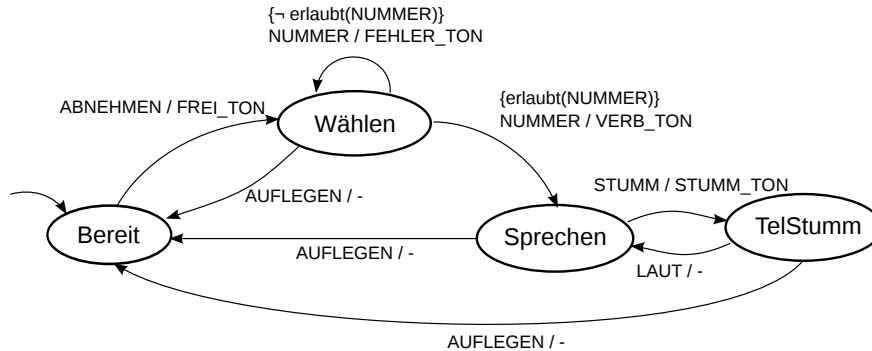 {¬ erlaubt(NUMMER)}
NUMMER / FEHLER_TON
{erlaubt(NUMMER)}
NUMMER / VERB_TON
ABNEHMEN / FREI_TON
Wählen
AUFLEGEN / -
STUMM / STUMM_TON
Bereit
Sprechen
TelStumm
AUFLEGEN / -
LAUT / -
AUFLEGEN / -